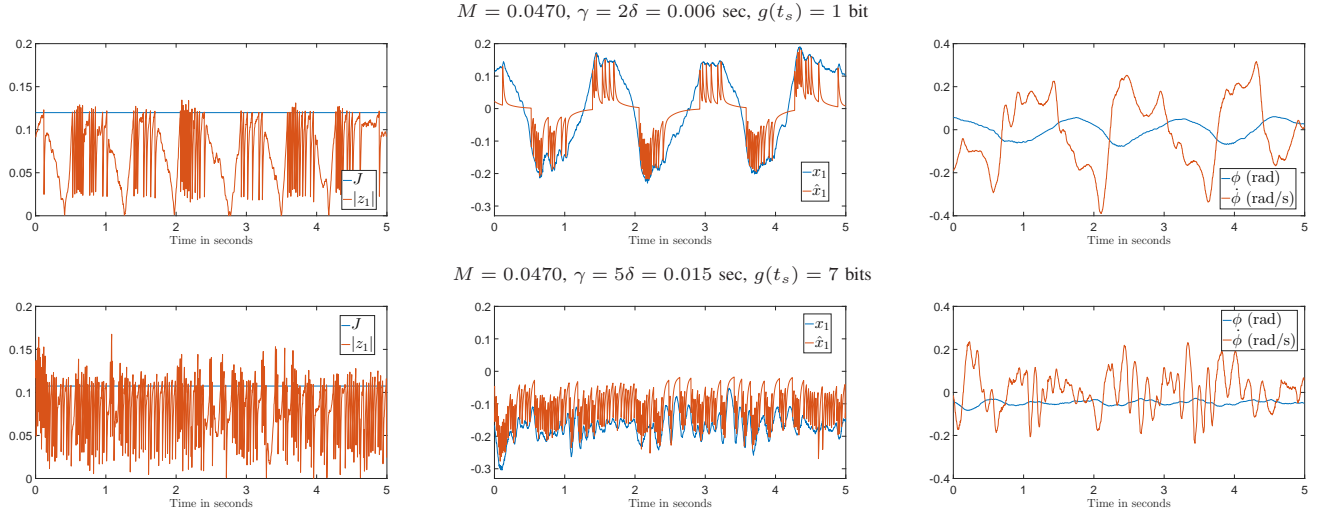 M = 0.0470, γ = 2δ = 0.006 sec, g(t_s) = 1 bit
0.2
0.15
0.1
0.05
0
J
|z_1|
0 1 2 3 4 5
Time in seconds
0.2
0.1
0
-0.1
-0.2
-0.3
x_1
x̂_1
0 1 2 3 4 5
Time in seconds
0.4
0.2
0
-0.2
-0.4
ϕ (rad)
ϕ̇ (rad/s)
0 1 2 3 4 5
Time in seconds
M = 0.0470, γ = 5δ = 0.015 sec, g(t_s) = 7 bits
0.2
0.15
0.1
0.05
0
J
|z_1|
0 1 2 3 4 5
Time in seconds
0.2
0.1
0
-0.1
-0.2
-0.3
x_1
x̂_1
0 1 2 3 4 5
Time in seconds
0.4
0.2
0
-0.2
-0.4
ϕ (rad)
ϕ̇ (rad/s)
0 1 2 3 4 5
Time in seconds